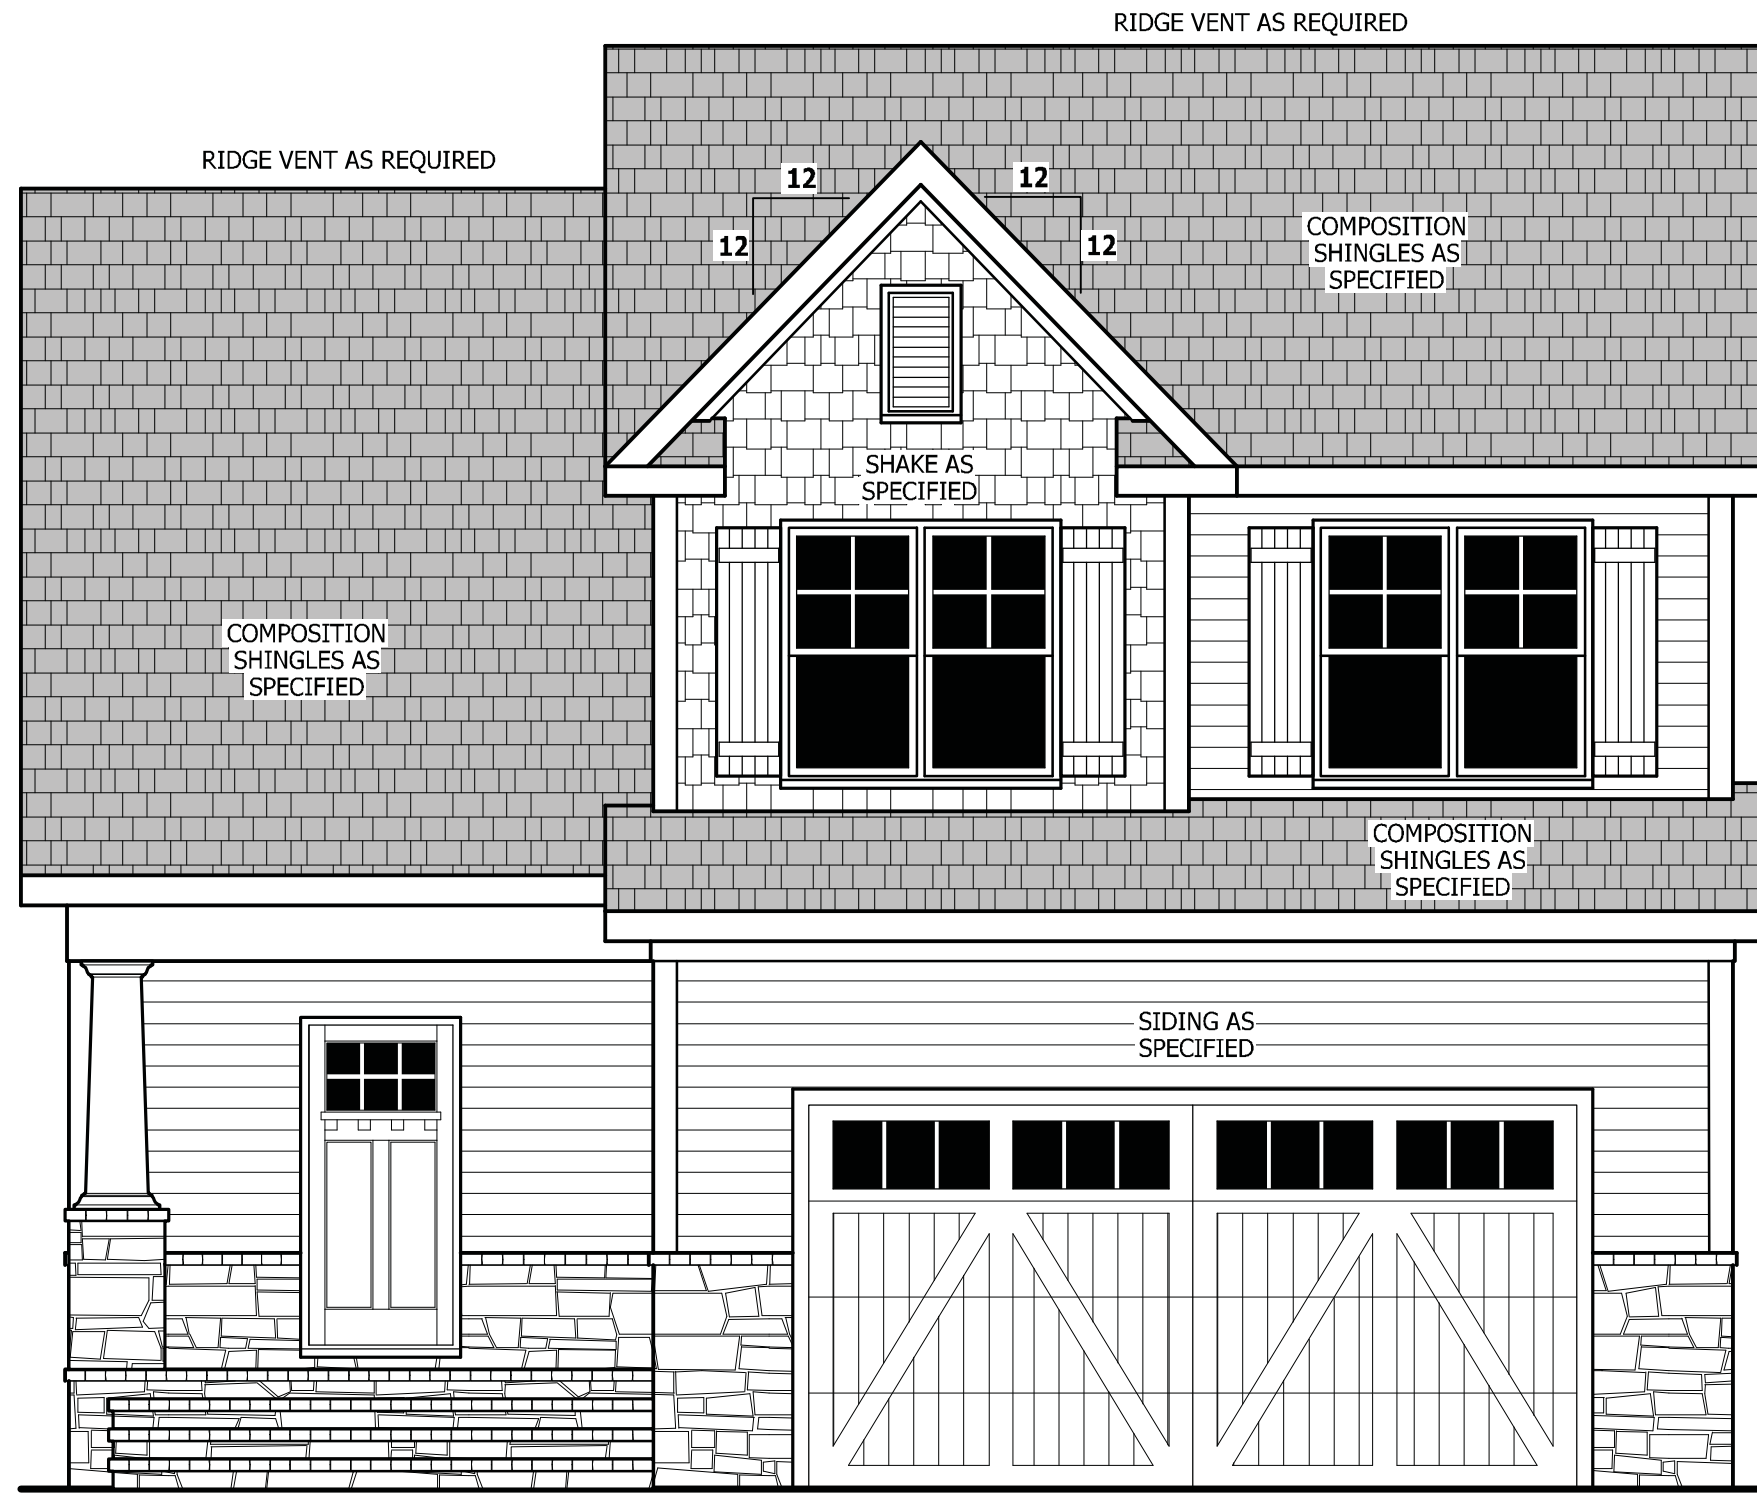 RIDGE VENT AS REQUIRED
RIDGE VENT AS REQUIRED
12
12
12
12
COMPOSITION
SHINGLES AS
SPECIFIED
SHAKE AS
SPECIFIED
COMPOSITION
SHINGLES AS
SPECIFIED
COMPOSITION
SHINGLES AS
SPECIFIED
SIDING AS
SPECIFIED